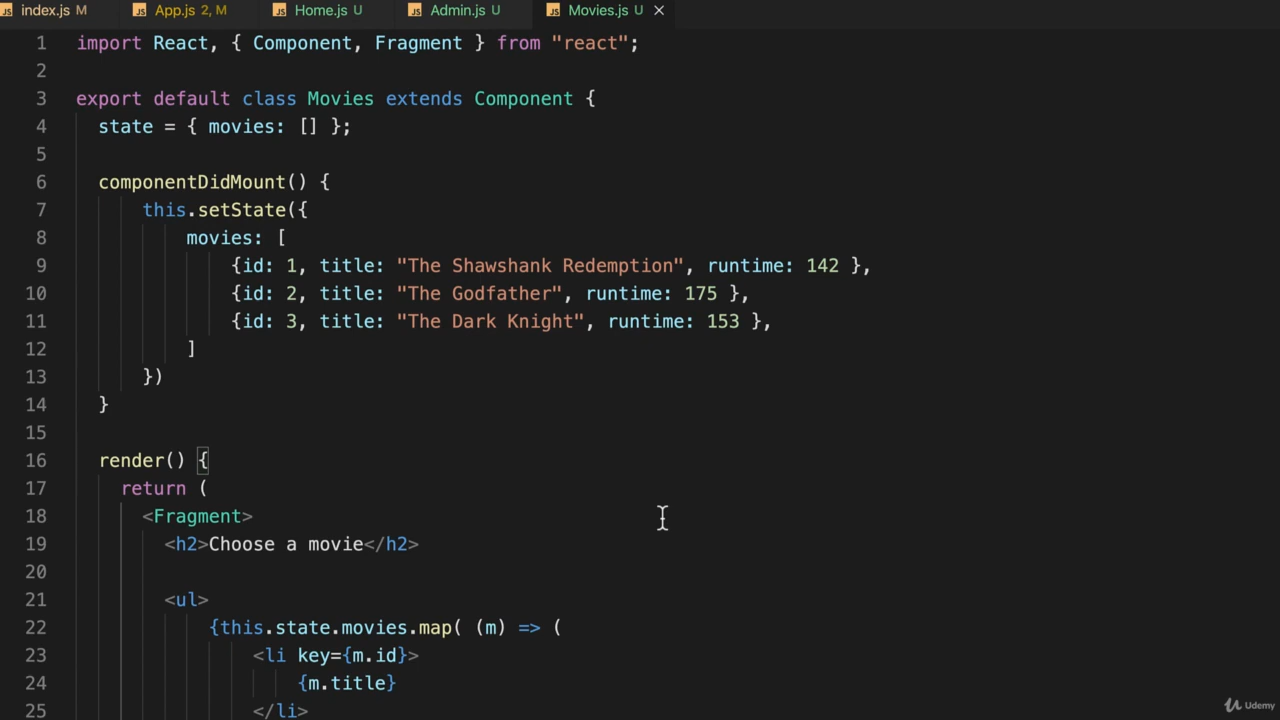 JS index.js M JS App.js 2, M JS Home.js U JS Admin.js U JS Movies.js U ×
1 import React, { Component, Fragment } from "react";
2
3 export default class Movies extends Component {
4 state = { movies: [] };
5
6 componentDidMount() {
7 this.setState({
8 movies: [
9 {id: 1, title: "The Shawshank Redemption", runtime: 142 },
10 {id: 2, title: "The Godfather", runtime: 175 },
11 {id: 3, title: "The Dark Knight", runtime: 153 },
12 ]
13 })
14 }
15
16 render() {
17 return (
18 <Fragment>
19 <h2>Choose a movie</h2>
20
21 <ul>
22 {this.state.movies.map( (m) => (
23 <li key={m.id}>
24 {m.title}
25 </li>
Udemy